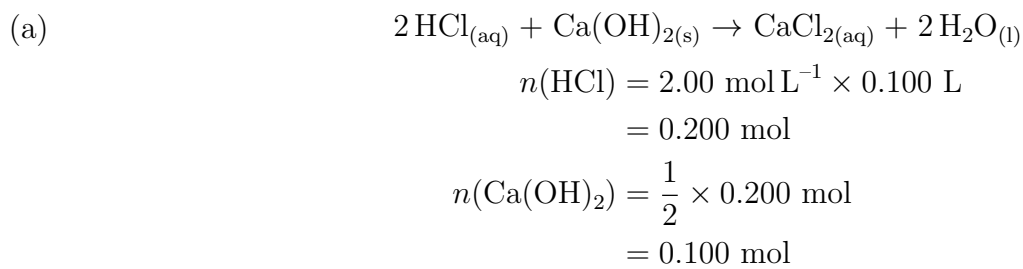 (a) 2 HCl(aq) + Ca(OH)2(s) → CaCl2(aq) + 2 H2O(l)
n(HCl) = 2.00 mol L⁻¹ × 0.100 L
= 0.200 mol
n(Ca(OH)₂) = 1/2 × 0.200 mol
= 0.100 mol